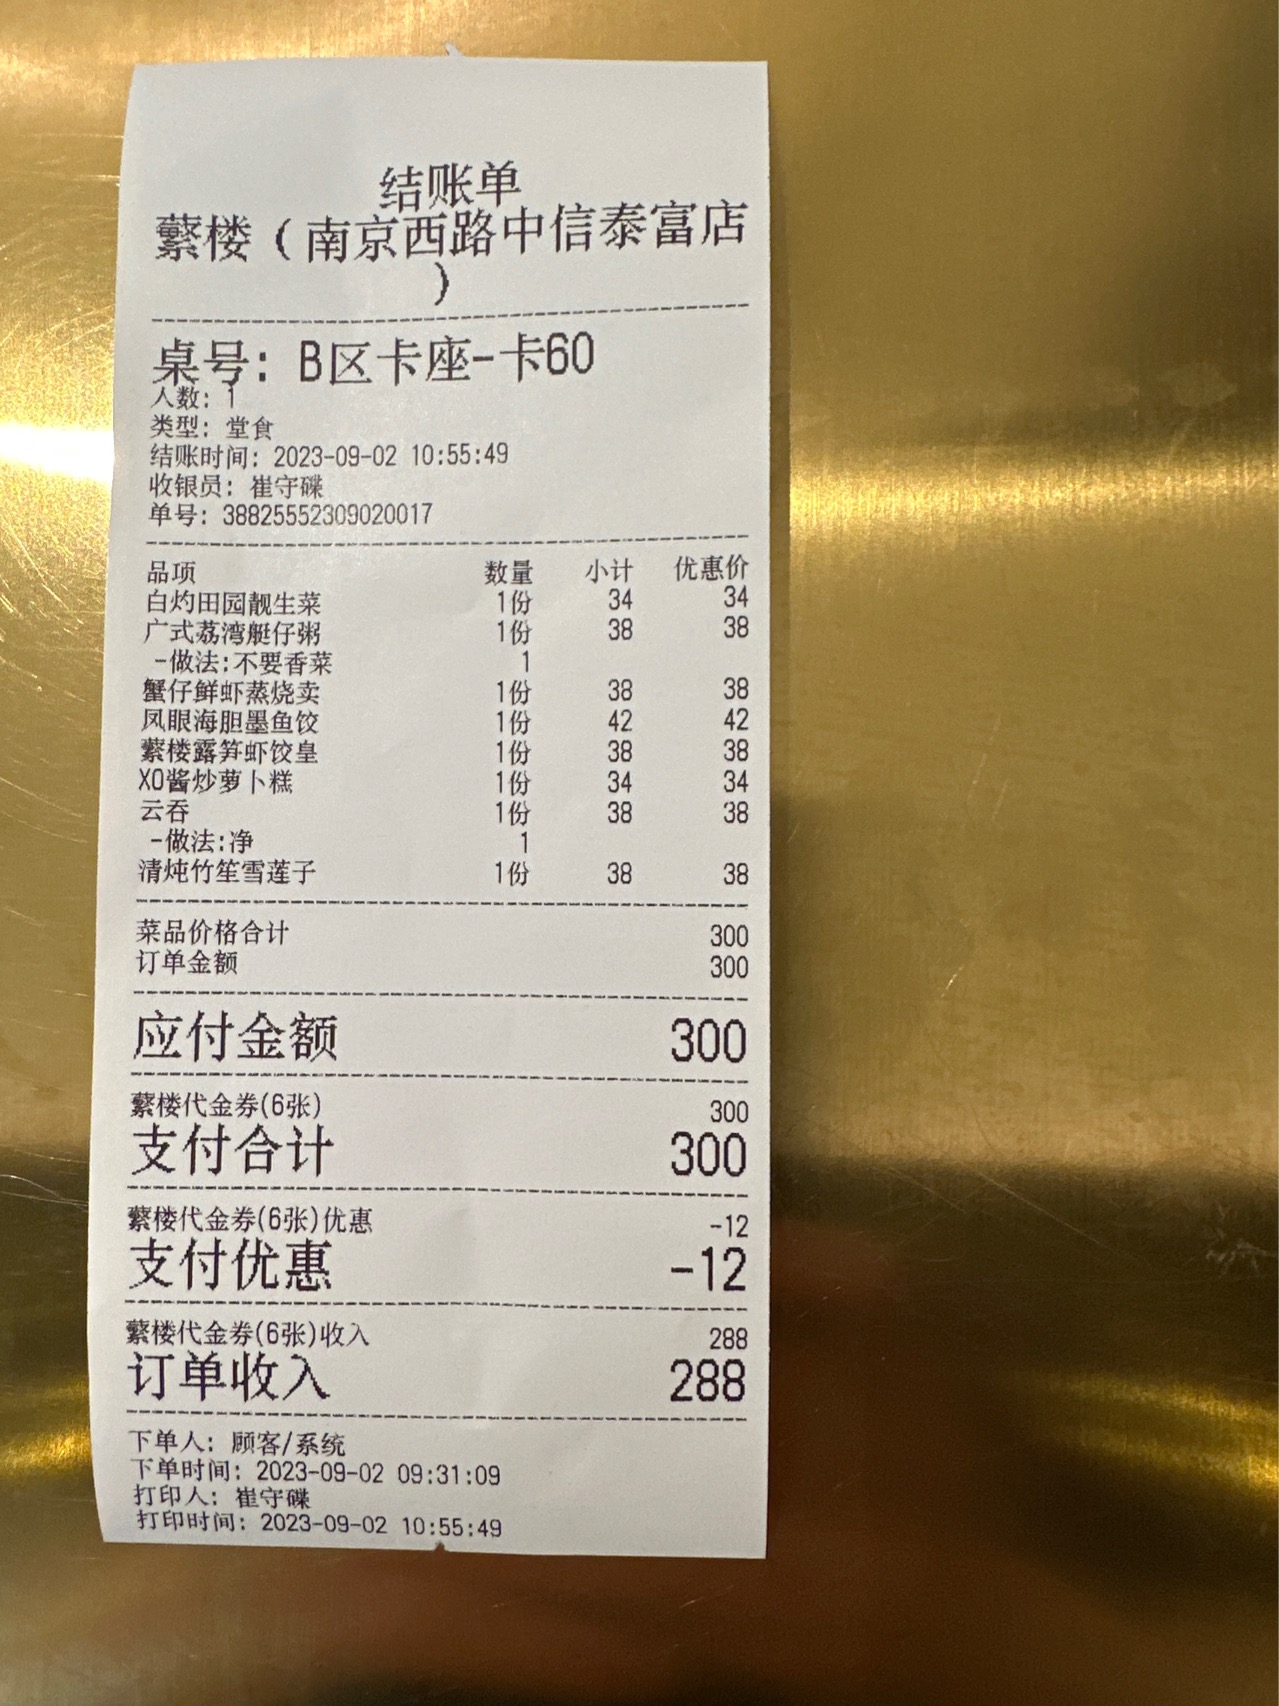 结账单
蘩楼（南京西路中信泰富店
）
桌号: B区卡座-卡60
人数: 1
类型: 堂食
结账时间: 2023-09-02 10:55:49
收银员: 崔守碟
单号: 38825552309020017
品项 数量 小计 优惠价
白灼田园靓生菜 1份 34 34
广式荔湾艇仔粥 1份 38 38
-做法:不要香菜 1
蟹仔鲜虾蒸烧卖 1份 38 38
凤眼海胆墨鱼饺 1份 42 42
蘩楼露笋虾饺皇 1份 38 38
XO酱炒萝卜糕 1份 34 34
云吞 1份 38 38
-做法:净 1
清炖竹笙雪莲子 1份 38 38
菜品价格合计 300
订单金额 300
应付金额 300
蘩楼代金券(6张) 300
支付合计 300
蘩楼代金券(6张)优惠 -12
支付优惠 -12
蘩楼代金券(6张)收入 288
订单收入 288
下单人: 顾客/系统
下单时间: 2023-09-02 09:31:09
打印人: 崔守碟
打印时间: 2023-09-02 10:55:49